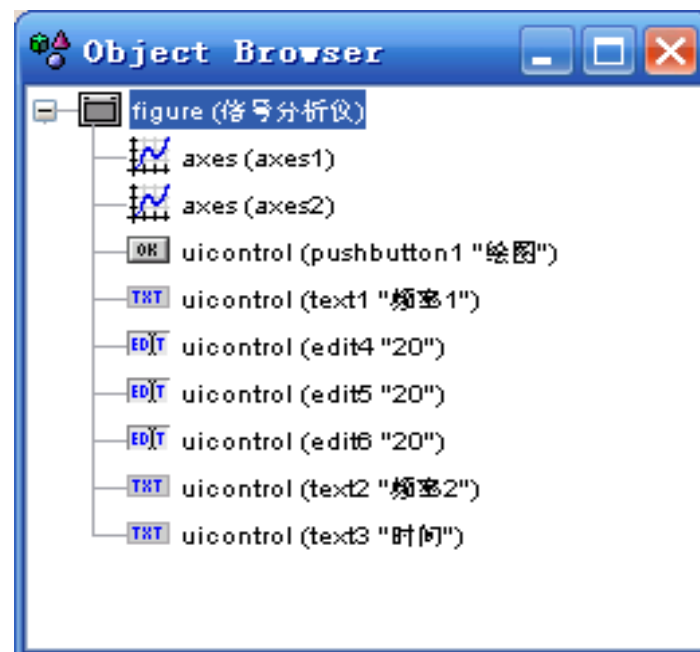 Object Browser
figure (信号分析仪)
axes (axes1)
axes (axes2)
OK uicontrol (pushbutton1 "绘图")
TXT uicontrol (text1 "频率1")
EDIT uicontrol (edit4 "20")
EDIT uicontrol (edit5 "20")
EDIT uicontrol (edit6 "20")
TXT uicontrol (text2 "频率2")
TXT uicontrol (text3 "时间")